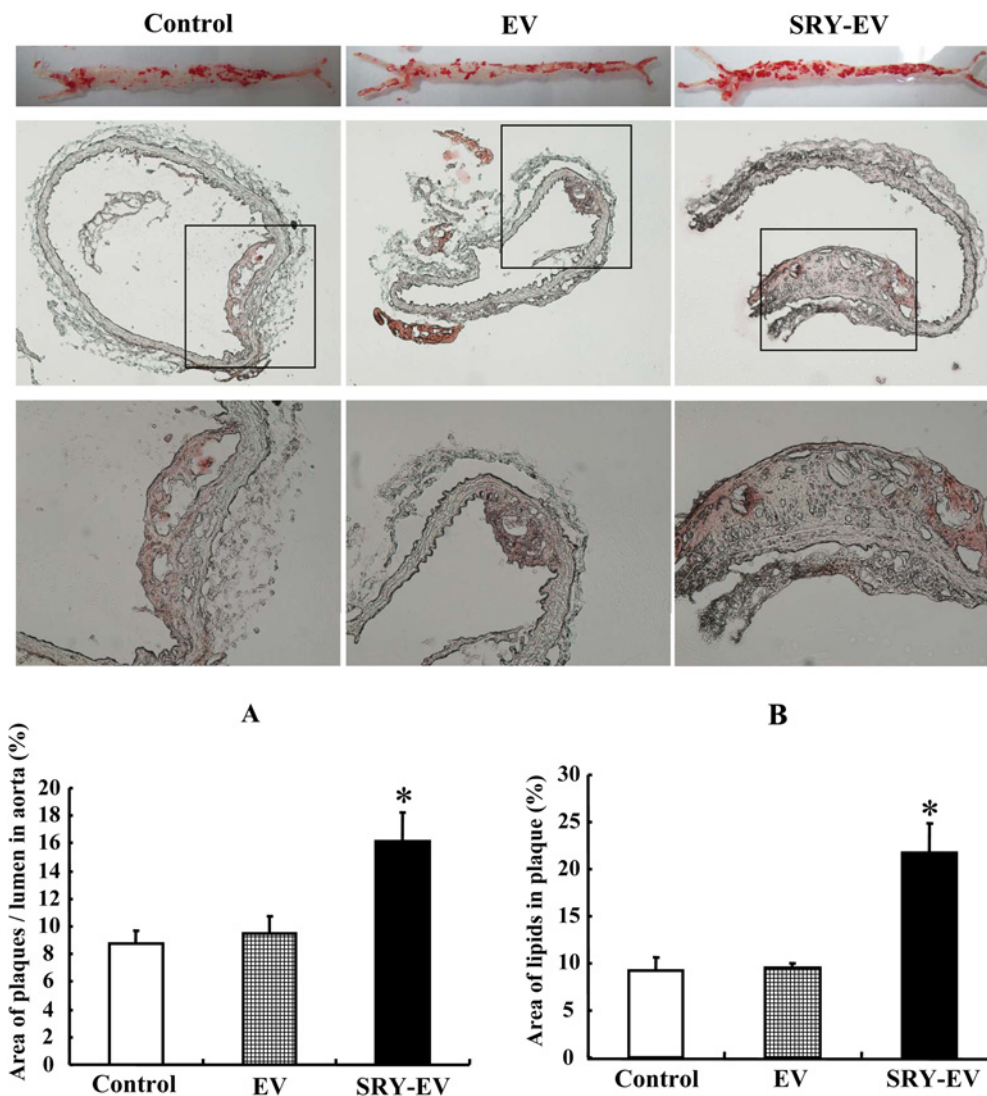 Control EV SRY-EV
A
Area of plaques / lumen in aorta (%)
20
18
16
14
12
10
8
6
4
2
0
*
Control EV SRY-EV
B
Area of lipids in plaque (%)
30
25
20
15
10
5
0
*
Control EV SRY-EV